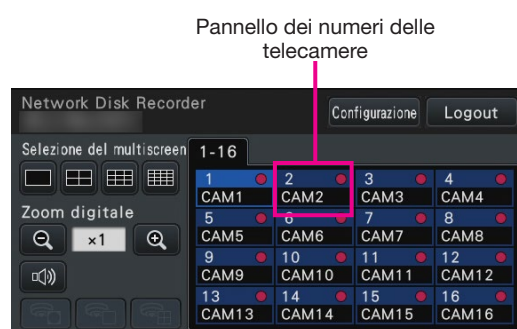 Pannello dei numeri delle
telecamere
Network Disk Recorder
Configurazione
Logout
Selezione del multiscreen
1-16
1
2
3
4
CAM1
CAM2
CAM3
CAM4
Zoom digitale
5
6
7
8
CAM5
CAM6
CAM7
CAM8
×1
9
10
11
12
CAM9
CAM10
CAM11
CAM12
13
14
15
16
CAM13
CAM14
CAM15
CAM16